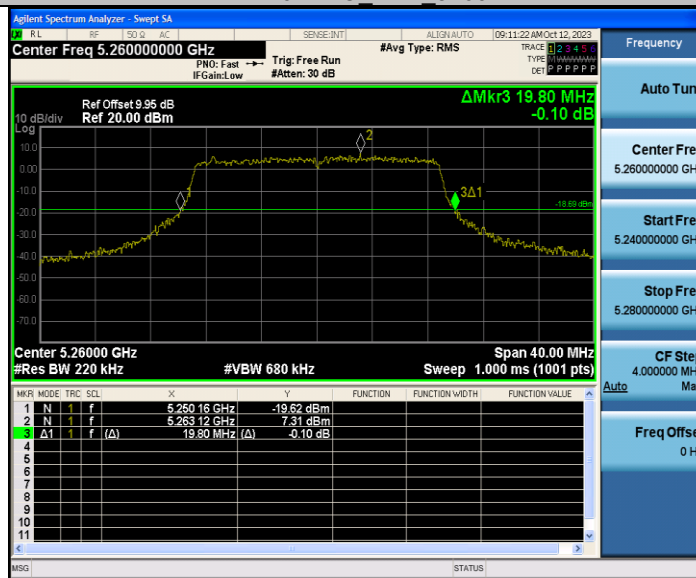 Agilent Spectrum Analyzer - Swept SA
RL RF 50 Ω AC SENSE:INT ALIGN AUTO 09:11:22 AM Oct 12, 2023
Center Freq 5.260000000 GHz
#Avg Type: RMS
TRACE 1 2 3 4 5 6
PNO: Fast Trig: Free Run
TYPE M W W W W W
IFGain:Low #Atten: 30 dB
DET P P P P P P
Frequency
Auto Tun
ΔMkr3 19.80 MHz
-0.10 dB
Ref Offset 9.95 dB
10 dB/div Ref 20.00 dBm
Log
10.0
0.00
-10.0
-20.0
-30.0
-40.0
-50.0
-60.0
-70.0
1
2
3Δ1
-18.69 dBm
Center Fre
5.260000000 GH
Start Fre
5.240000000 GH
Stop Fre
5.280000000 GH
Center 5.26000 GHz Span 40.00 MHz
#Res BW 220 kHz #VBW 680 kHz Sweep 1.000 ms (1001 pts)
CF Step
4.000000 MH
Auto Ma
Freq Offse
0 H
MKR MODE TRC SCL X Y FUNCTION FUNCTION WIDTH FUNCTION VALUE
1 N 1 f 5.250 16 GHz -19.62 dBm
2 N 1 f 5.263 12 GHz 7.31 dBm
3 Δ1 1 f (Δ) 19.80 MHz (Δ) -0.10 dB
4
5
6
7
8
9
10
11
MSG STATUS